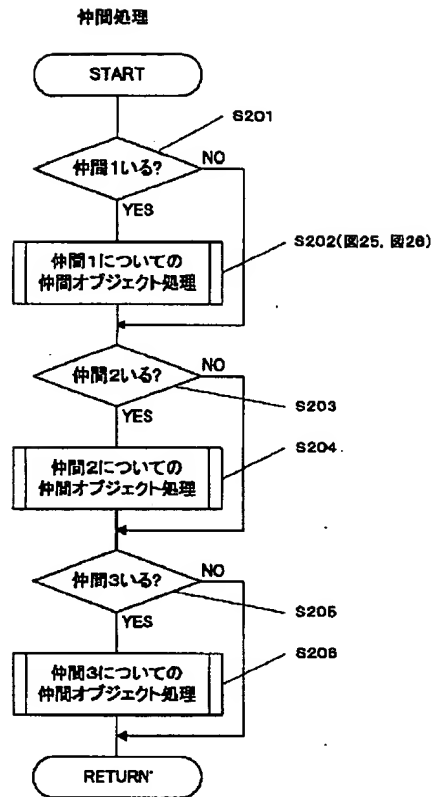 仲間処理
START
S201
仲間1いる?
NO
YES
S202(図25, 図26)
仲間1についての
仲間オブジェクト処理
仲間2いる?
NO
S203
YES
S204
仲間2についての
仲間オブジェクト処理
仲間3いる?
NO
S205
YES
S206
仲間3についての
仲間オブジェクト処理
RETURN